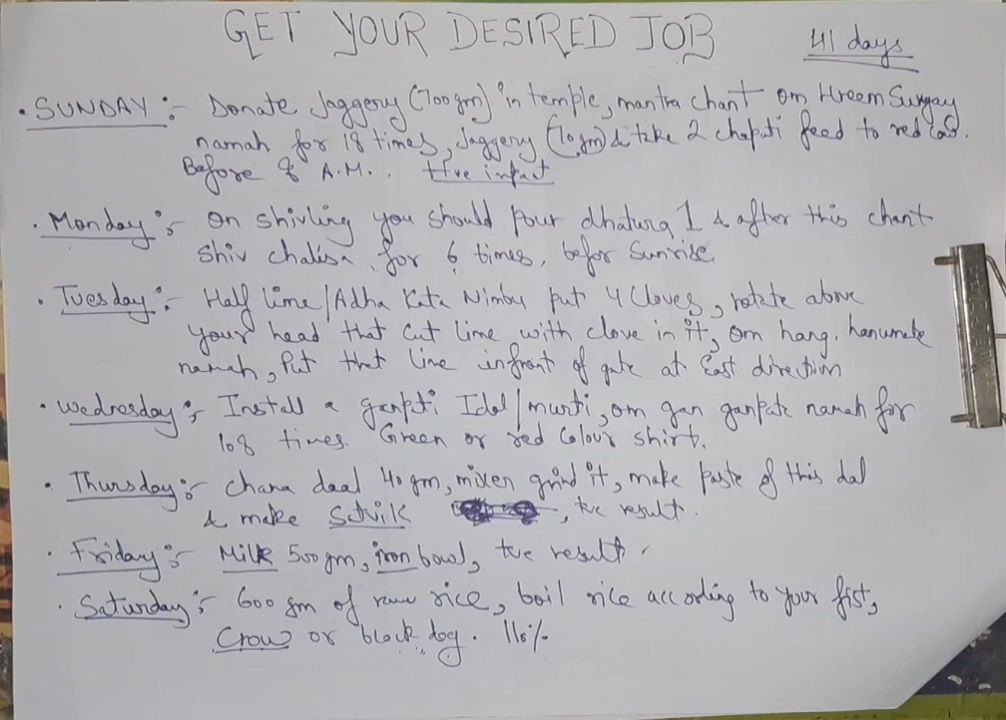 GET YOUR DESIRED JOB
41 days
• SUNDAY :- Donate Jaggery (700 gm) in temple, mantra chant om Hreem Suryay
namah for 18 times, Jaggery (70 gm) & take 2 chapati feed to red cow.
Before 8 A.M. . +tve impact
• Monday :- On shivling you should pour dhatura 1 & after this chant
Shiv chalisa for 6 times, befor Sunrise
• Tuesday :- Half lime/Adha Kata Nimbu put 4 Cloves, rotate above
your head that cut lime with clove in it, om hang. hanumate
namah, Put that lime infront of gate at East direction
• Wednesday :- Install a ganpati Idol/murti, om gan ganpate namah for
108 times. Green or red Colour shirt.
• Thursday :- Chana daal 40 gm, mixer grind it, make paste of this dal
& make Satvik , tve result.
• Friday :- Milk 500 gm, iron bowl, tve result.
• Saturday :- 600 gm of raw rice, boil rice according to your fist,
Crow or black dog. 110%